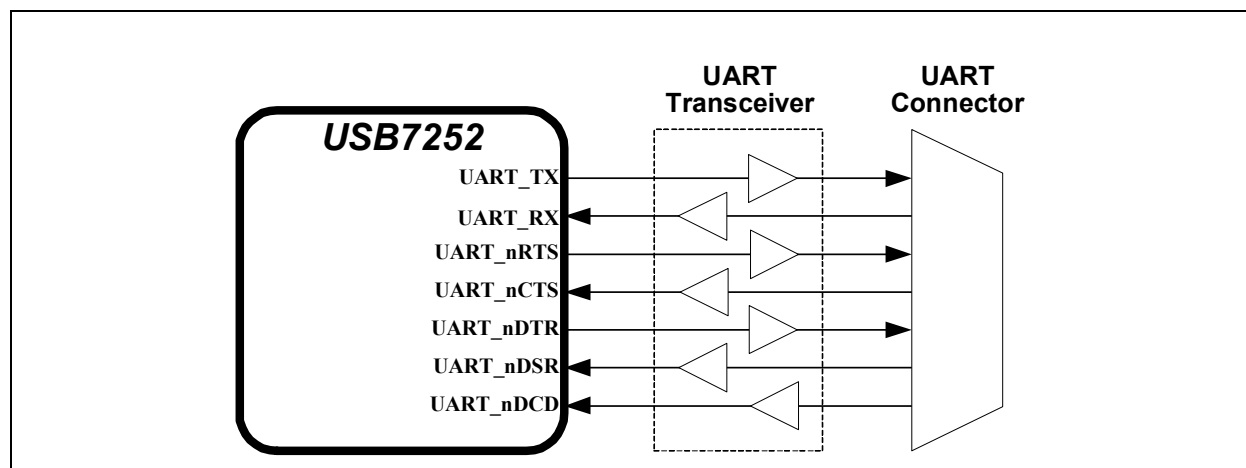 UART
Transceiver
UART
Connector
USB7252
UART_TX
UART_RX
UART_nRTS
UART_nCTS
UART_nDTR
UART_nDSR
UART_nDCD